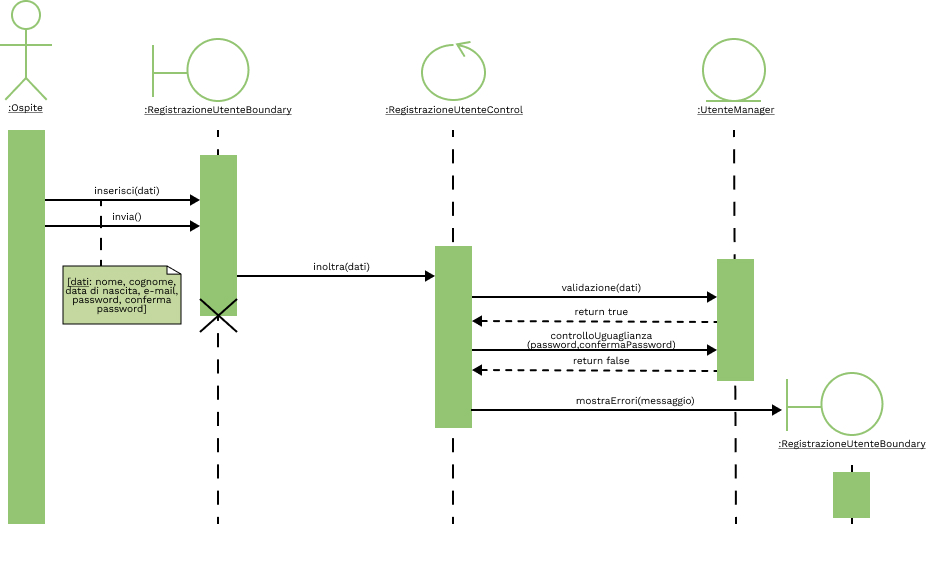 :Ospite
:RegistrazioneUtenteBoundary
:RegistrazioneUtenteControl
:UtenteManager
inserisci(dati)
invia()
[dati: nome, cognome,
data di nascita, e-mail,
password, conferma
password]
inoltra(dati)
validazione(dati)
return true
controlloUguaglianza
(password,confermaPassword)
return false
mostraErrori(messaggio)
:RegistrazioneUtenteBoundary